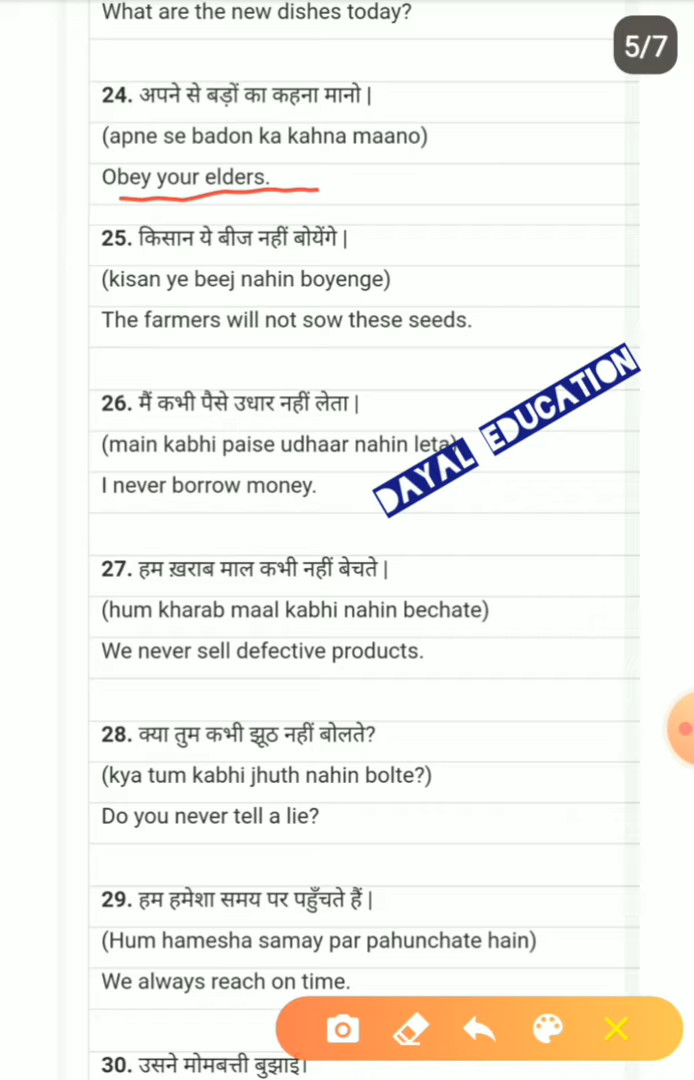 What are the new dishes today?
5/7
24. अपने से बड़ों का कहना मानो |
(apne se badon ka kahna maano)
Obey your elders.
25. किसान ये बीज नहीं बोयेंगे |
(kisan ye beej nahin boyenge)
The farmers will not sow these seeds.
26. मैं कभी पैसे उधार नहीं लेता |
(main kabhi paise udhaar nahin leta)
I never borrow money.
DAYAL EDUCATION
27. हम ख़राब माल कभी नहीं बेचते |
(hum kharab maal kabhi nahin bechate)
We never sell defective products.
28. क्या तुम कभी झूठ नहीं बोलते?
(kya tum kabhi jhuth nahin bolte?)
Do you never tell a lie?
29. हम हमेशा समय पर पहुँचते हैं |
(Hum hamesha samay par pahunchate hain)
We always reach on time.
30. उसने मोमबत्ती बुझाई।